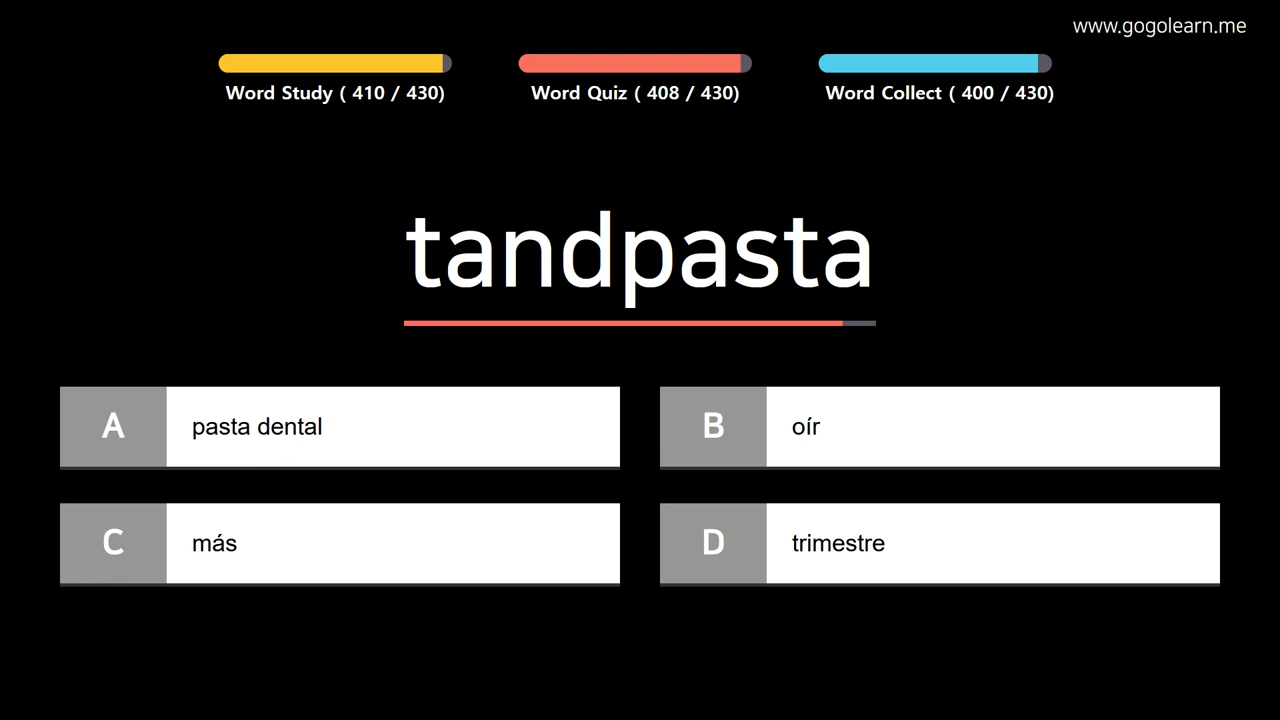 www.gogolearn.me
Word Study ( 410 / 430)
Word Quiz ( 408 / 430)
Word Collect ( 400 / 430)
tandpasta
A pasta dental
B oír
C más
D trimestre